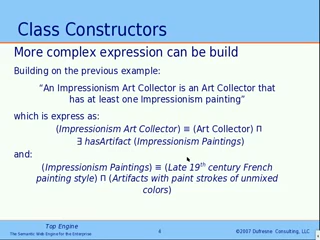 Class Constructors
More complex expression can be build
Building on the previous example:
“An Impressionism Art Collector is an Art Collector that
has at least one Impressionism painting”
which is express as:
(Impressionism Art Collector) ≡ (Art Collector) ⊓
∃ hasArtifact (Impressionism Paintings)
and:
(Impressionism Paintings) ≡ (Late 19th century French
painting style) ⊓ (Artifacts with paint strokes of unmixed
colors)
Top Engine
The Semantic Web Engine for the Enterprise
4
©2007 Dufresne Consulting, LLC